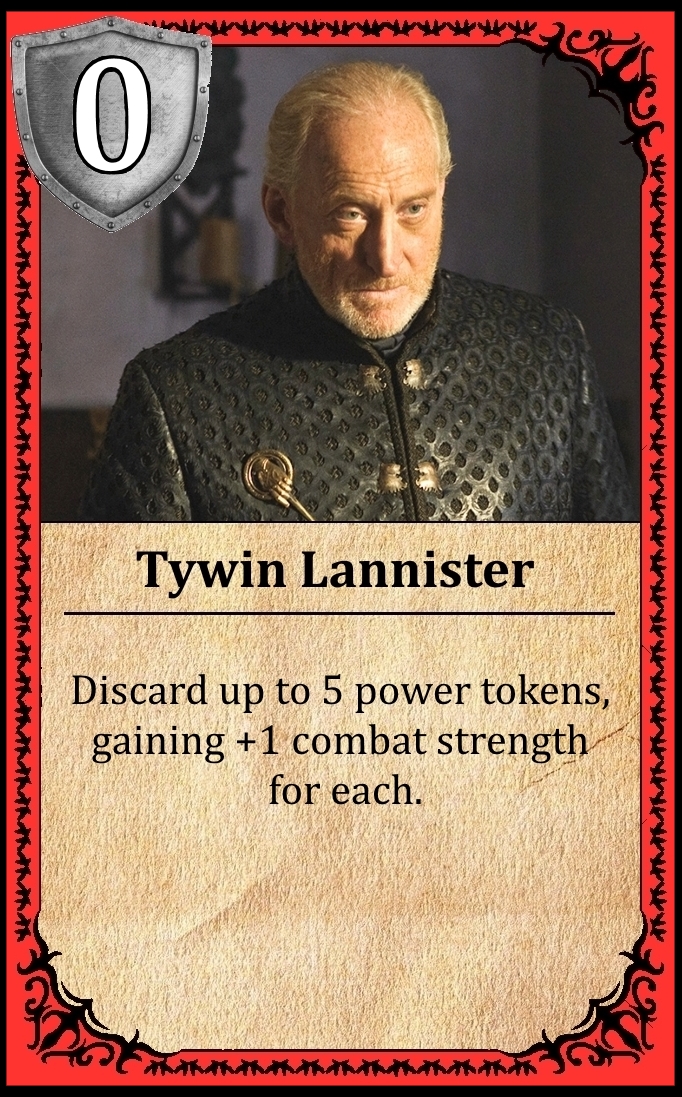 0
Tywin Lannister
Discard up to 5 power tokens,
gaining +1 combat strength
for each.